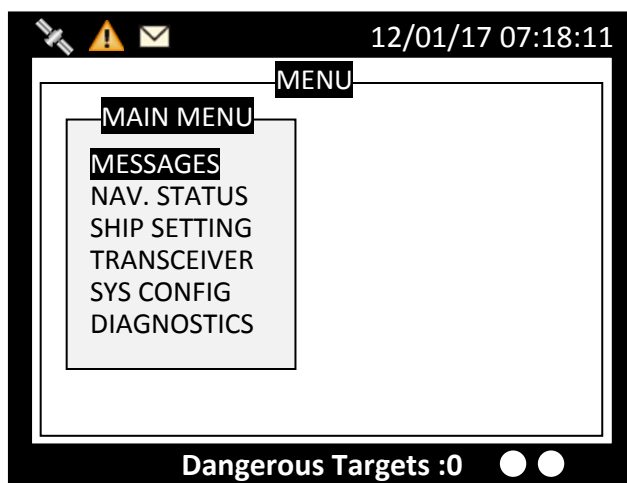 12/01/17 07:18:11
MENU
MAIN MENU
MESSAGES
NAV. STATUS
SHIP SETTING
TRANSCEIVER
SYS CONFIG
DIAGNOSTICS
Dangerous Targets :0